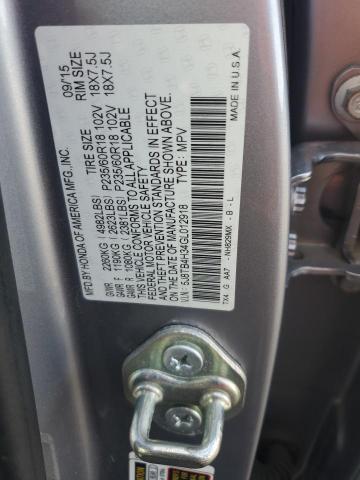 MFD. BY HONDA OF AMERICA MFG., INC.
09/15
TIRE SIZE RIM SIZE
GVWR 2260KG ( 4982LBS)
GAWR F 1190KG ( 2623LBS) P235/60R18 102V 18X7.5J
GAWR R 1080KG ( 2381LBS) P235/60R18 102V 18X7.5J
THIS VEHICLE CONFORMS TO ALL APPLICABLE
FEDERAL MOTOR VEHICLE SAFETY STANDARDS IN EFFECT
AND THEFT PREVENTION
ON THE DATE OF MANUFACTURE SHOWN ABOVE.
V.I.N: 5J8TB4H34GL012918 TYPE: MPV
TX4 G AA7 - NH829MX - B - L MADE IN U.S.A.